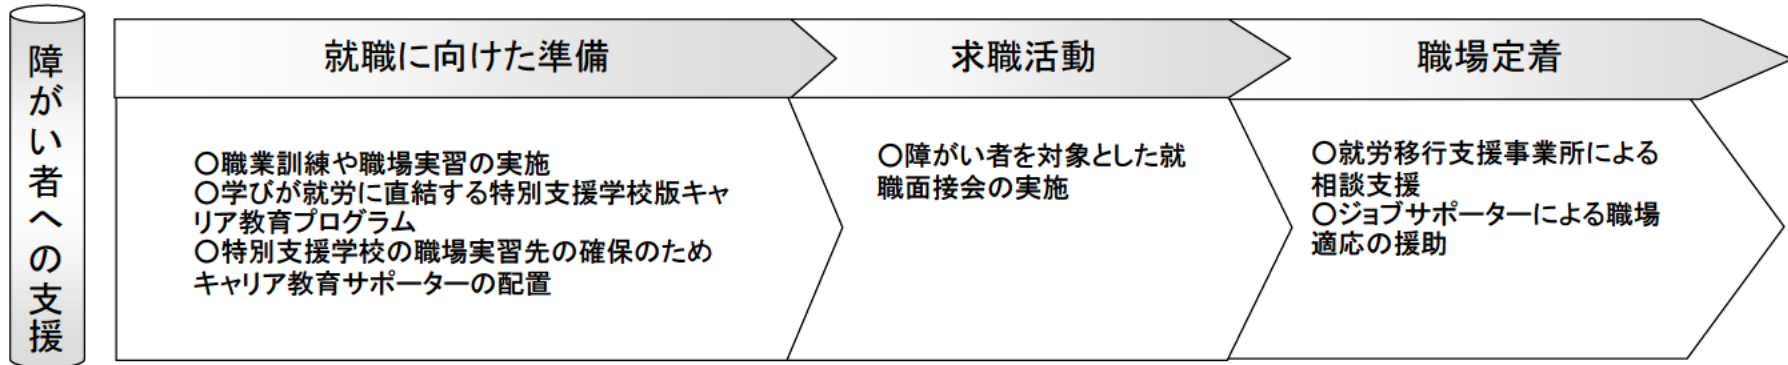 障がい者への支援
就職に向けた準備
求職活動
職場定着
〇職業訓練や職場実習の実施
〇学びが就労に直結する特別支援学校版キャ
リア教育プログラム
〇特別支援学校の職場実習先の確保のため
キャリア教育サポーターの配置
〇障がい者を対象とした就
職面接会の実施
〇就労移行支援事業所による
相談支援
〇ジョブサポーターによる職場
適応の援助